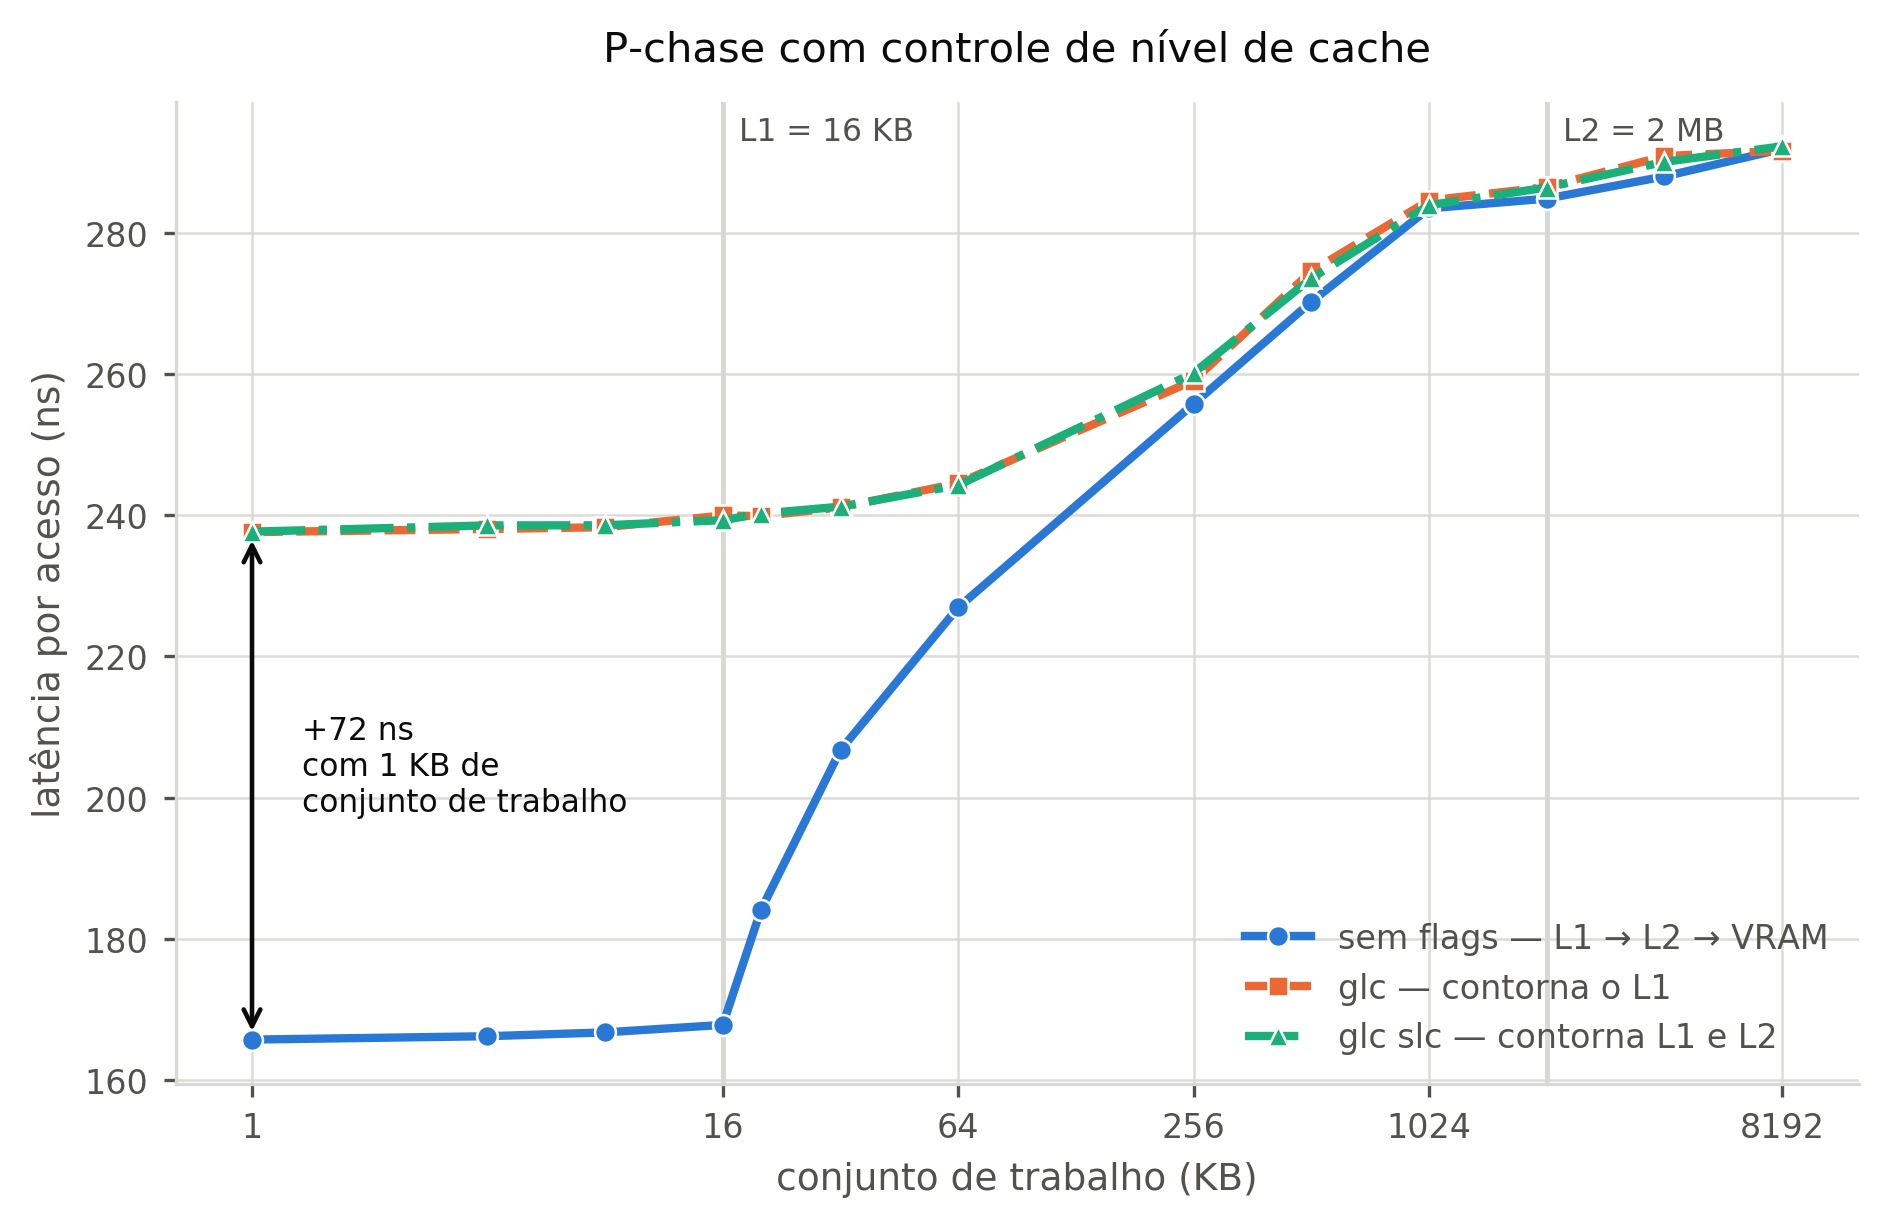 P-chase com controle de nível de cache
L1 = 16 KB
L2 = 2 MB
280
260
240
220
200
180
160
latência por acesso (ns)
+72 ns
com 1 KB de
conjunto de trabalho
sem flags — L1 → L2 → VRAM
glc — contorna o L1
glc slc — contorna L1 e L2
1
16
64
256
1024
8192
conjunto de trabalho (KB)